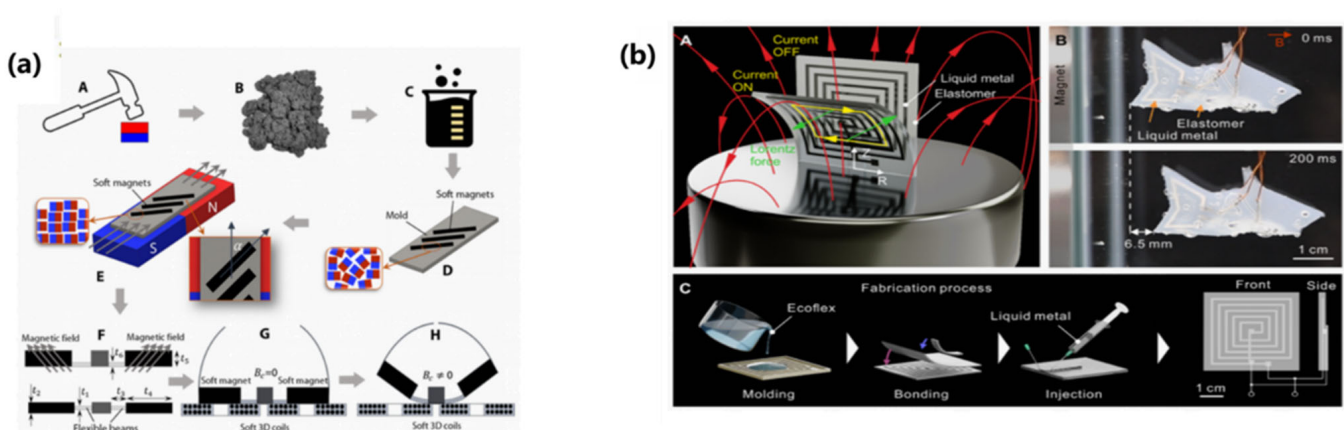 (a)
A
B
C
Soft magnets
N
S
E
α
Mold
Soft magnets
D
F
Magnetic field
Magnetic field
t6
t5
G
Soft magnet
Bc=0
Soft magnet
H
Bc ≠ 0
t2
t1
t3
t4
Flexible beams
Soft 3D coils
Soft 3D coils
(b)
A
Current OFF
Current ON
Liquid metal
Elastomer
Lorentz force
Z
R
B
B
0 ms
Magnet
Elastomer
Liquid metal
200 ms
6.5 mm
1 cm
C
Fabrication process
Ecoflex
Liquid metal
Front
Side
1 cm
Molding
Bonding
Injection